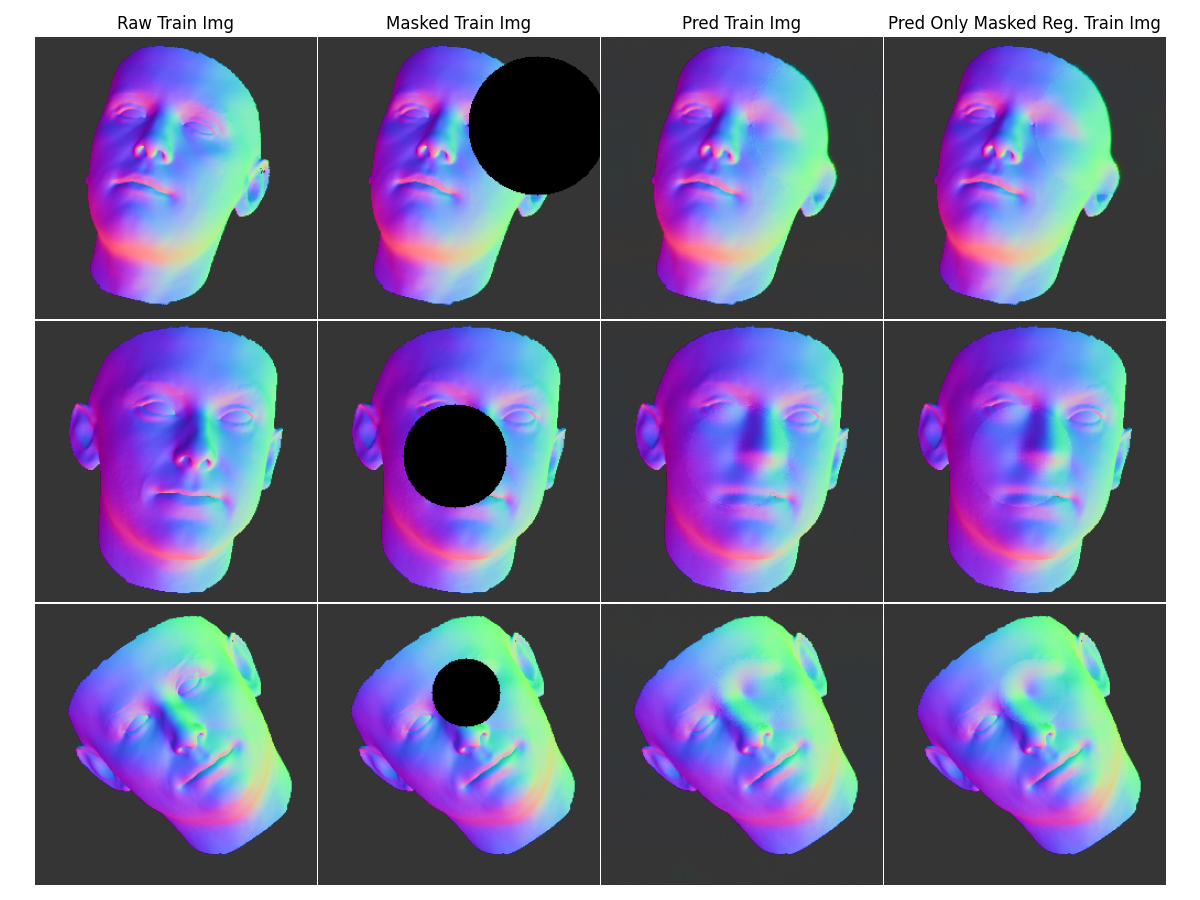 Raw Train Img
Masked Train Img
Pred Train Img
Pred Only Masked Reg. Train Img